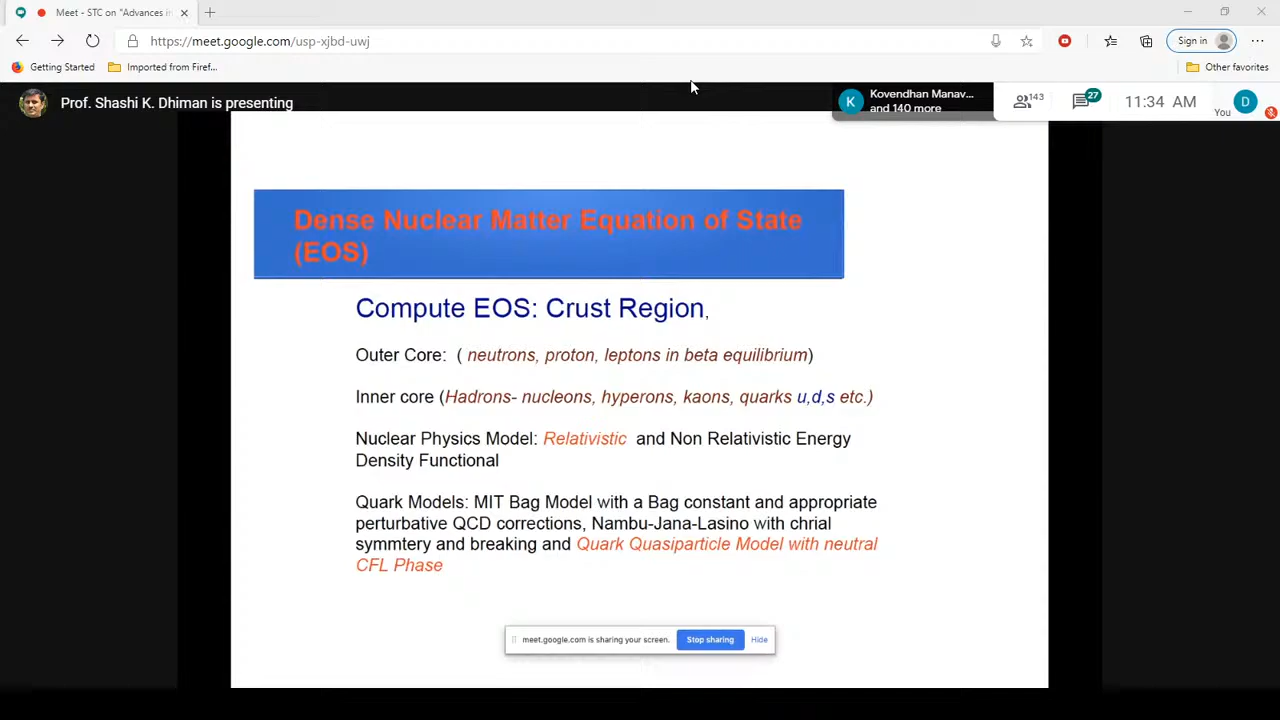 Meet - STC on "Advances in
https://meet.google.com/usp-xjbd-uwj
Sign in
Getting Started
Imported from Firef...
Other favorites
Prof. Shashi K. Dhiman is presenting
K
Kovendhan Manav...
and 140 more
143
27
11:34 AM
You
D
Dense Nuclear Matter Equation of State
(EOS)
Compute EOS: Crust Region,
Outer Core: ( neutrons, proton, leptons in beta equilibrium)
Inner core (Hadrons- nucleons, hyperons, kaons, quarks u,d,s etc.)
Nuclear Physics Model: Relativistic and Non Relativistic Energy
Density Functional
Quark Models: MIT Bag Model with a Bag constant and appropriate
perturbative QCD corrections, Nambu-Jana-Lasino with chrial
symmtery and breaking and Quark Quasiparticle Model with neutral
CFL Phase
meet.google.com is sharing your screen.
Stop sharing
Hide